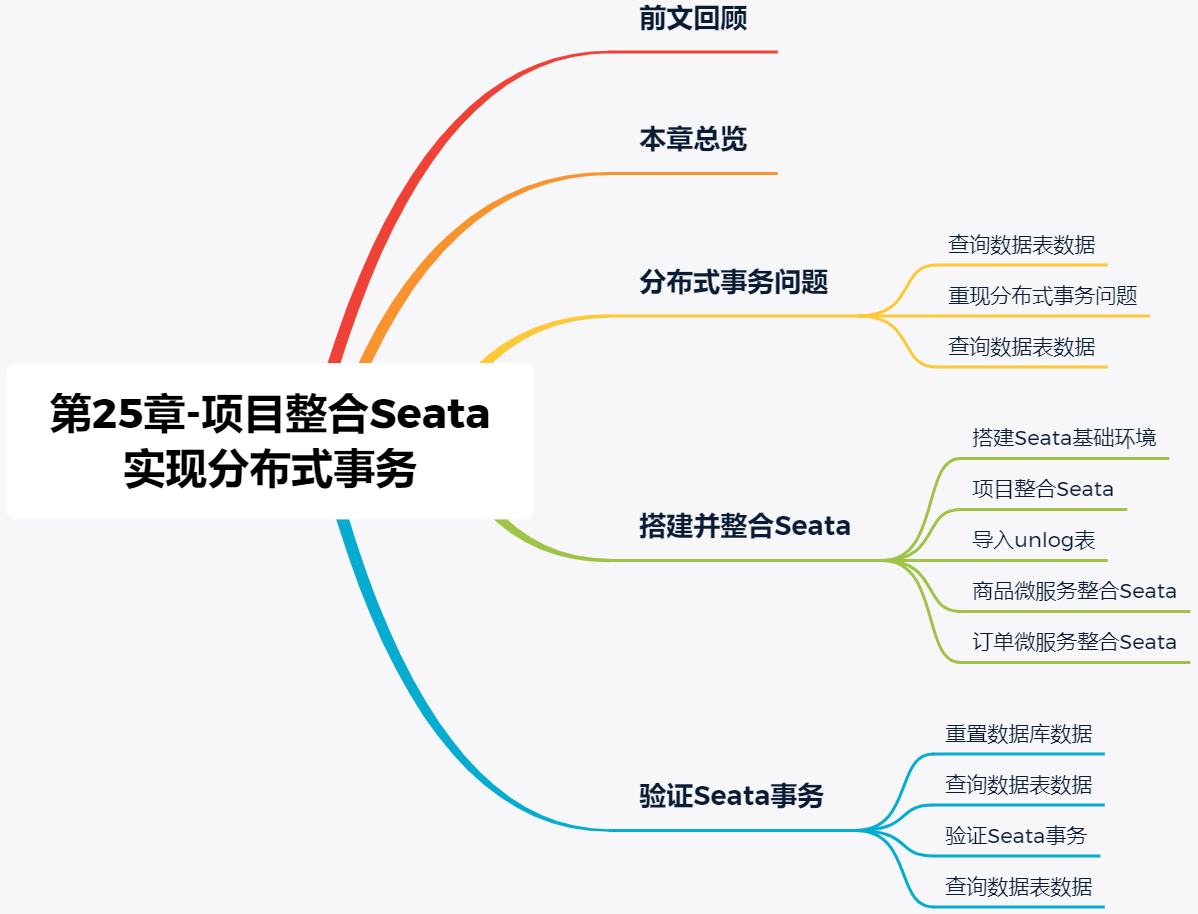 第25章-项目整合Seata
实现分布式事务
前文回顾
本章总览
分布式事务问题
查询数据表数据
重现分布式事务问题
查询数据表数据
搭建并整合Seata
搭建Seata基础环境
项目整合Seata
导入unlog表
商品微服务整合Seata
订单微服务整合Seata
验证Seata事务
重置数据库数据
查询数据表数据
验证Seata事务
查询数据表数据